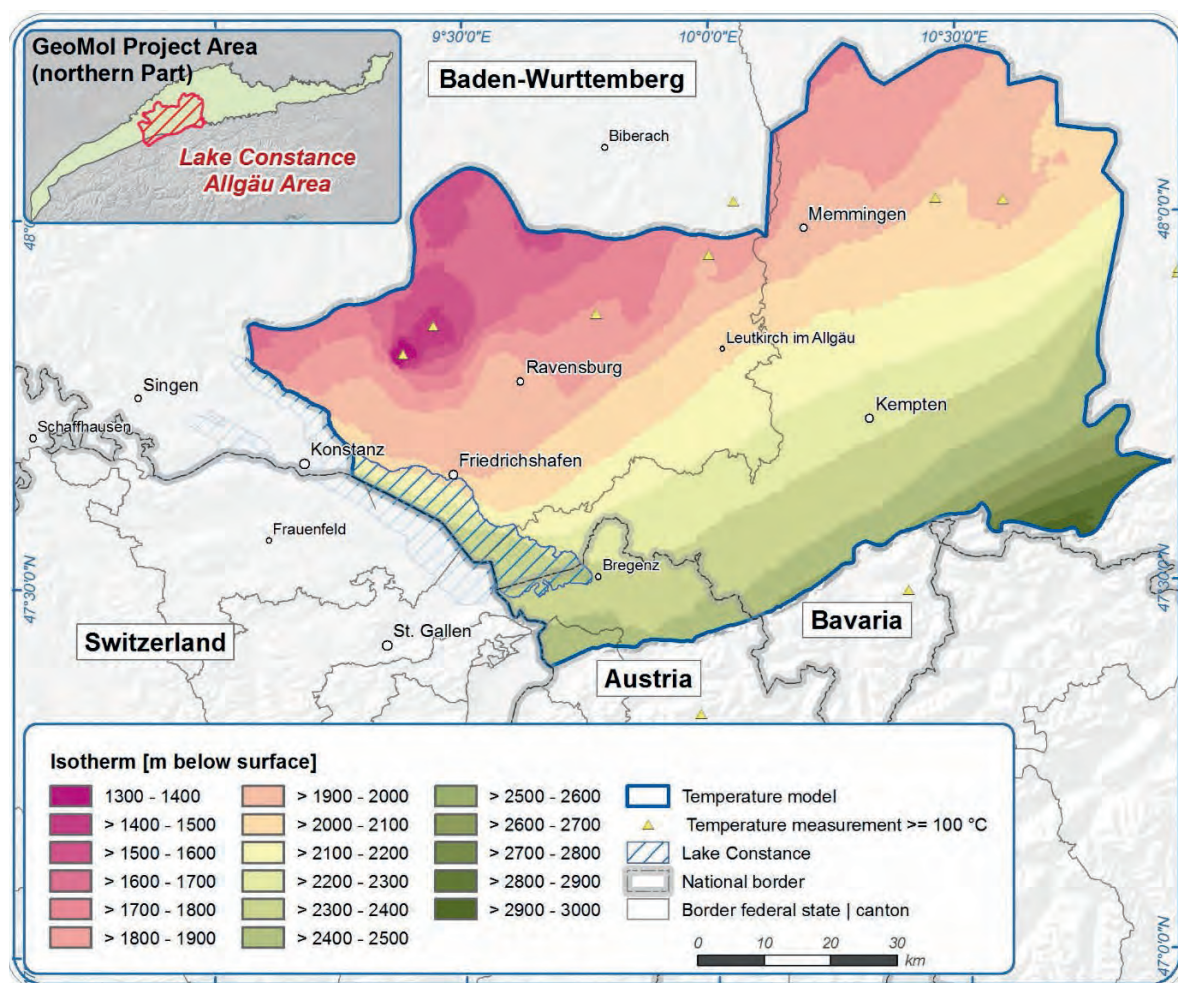 GeoMol Project Area
(northern Part)
Lake Constance
Allgäu Area
9°30'0"E
10°0'0"E
10°30'0"E
Baden-Wurttemberg
Biberach
Memmingen
48°0'0"N
Leutkirch im Allgäu
Ravensburg
Singen
Kempten
Schaffhausen
Konstanz
Friedrichshafen
Frauenfeld
Bregenz
47°30'0"N
47°30'0"N
Bavaria
Switzerland
St. Gallen
Austria
Isotherm [m below surface]
1300 - 1400
> 1400 - 1500
> 1500 - 1600
> 1600 - 1700
> 1700 - 1800
> 1800 - 1900
> 1900 - 2000
> 2000 - 2100
> 2100 - 2200
> 2200 - 2300
> 2300 - 2400
> 2400 - 2500
> 2500 - 2600
> 2600 - 2700
> 2700 - 2800
> 2800 - 2900
> 2900 - 3000
Temperature model
Temperature measurement >= 100 °C
Lake Constance
National border
Border federal state | canton
0 10 20 30
km
47°0'0"N